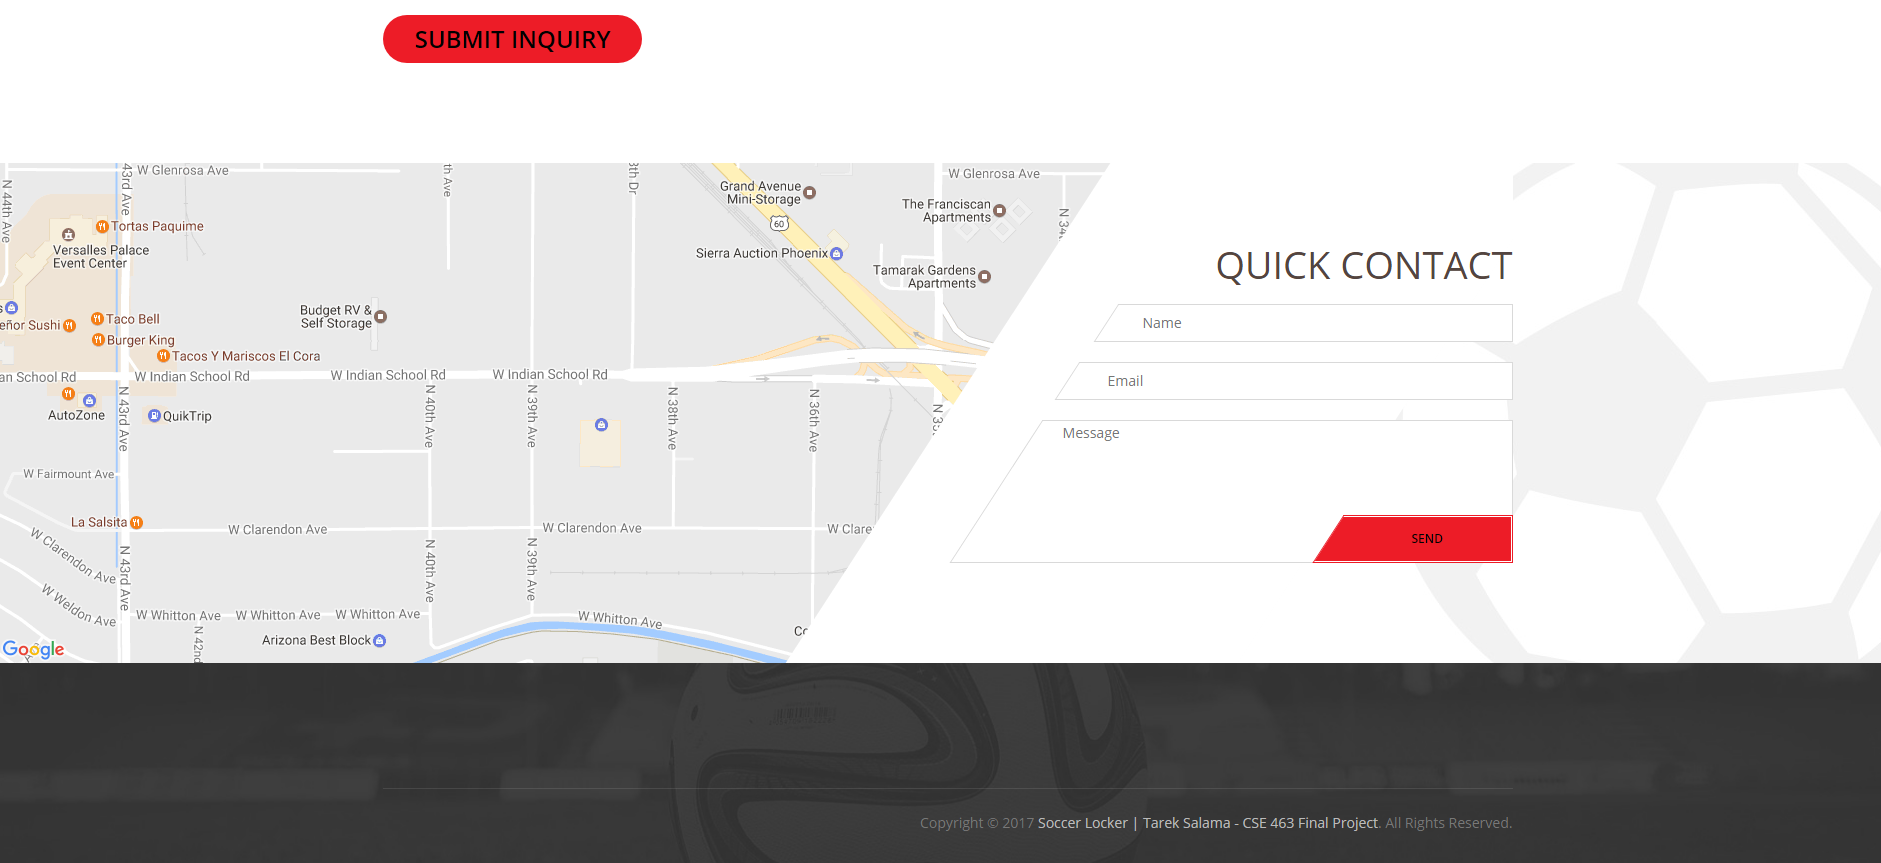 SUBMIT INQUIRY
W Glenrosa Ave
N 44th Ave
43rd Ave
th Ave
8th Dr
Grand Avenue
Mini-Storage
60
W Glenrosa Ave
The Franciscan
Apartments
Tortas Paquime
Versalles Palace
Event Center
Sierra Auction Phoenix
Tamarak Gardens
Apartments
QUICK CONTACT
Budget RV &
Self Storage
eñor Sushi
Taco Bell
Burger King
Tacos Y Mariscos El Cora
Name
an School Rd
W Indian School Rd
W Indian School Rd
W Indian School Rd
Email
AutoZone
QuikTrip
N 43rd Ave
N 40th Ave
N 39th Ave
N 38th Ave
N 36th Ave
Message
W Fairmount Ave
La Salsita
W Clarendon Ave
W Clarendon Ave
W Clare
SEND
W Clarendon Ave
N 43rd Ave
N 40th Ave
N 39th Ave
W Weldon Ave
W Whitton Ave
W Whitton Ave
W Whitton Ave
W Whitton Ave
N 42nd
Arizona Best Block
Google
Copyright © 2017 Soccer Locker | Tarek Salama - CSE 463 Final Project. All Rights Reserved.